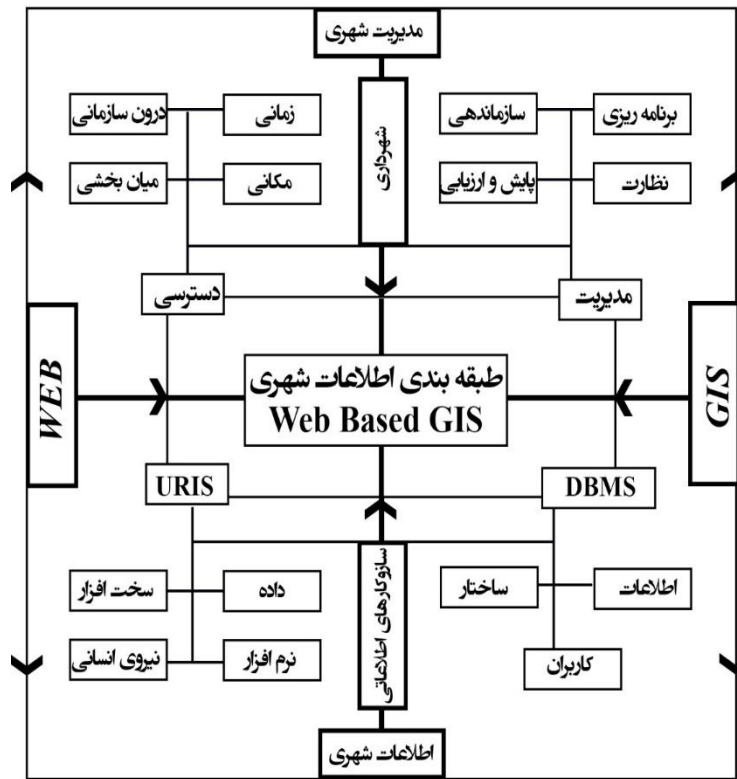 مدیریت شهری
برنامه ریزی
سازماندهی
زمانی
درون سازمانی
نظارت
پایش و ارزیابی
مکانی
میان بخشی
شهرداری
مدیریت
دسترسی
GIS
طبقه بندی اطلاعات شهری
Web Based GIS
WEB
DBMS
URIS
اطلاعات
ساختار
داده
سخت افزار
کاربران
نرم افزار
نیروی انسانی
سازوکارهای اطلاعاتی
اطلاعات شهری